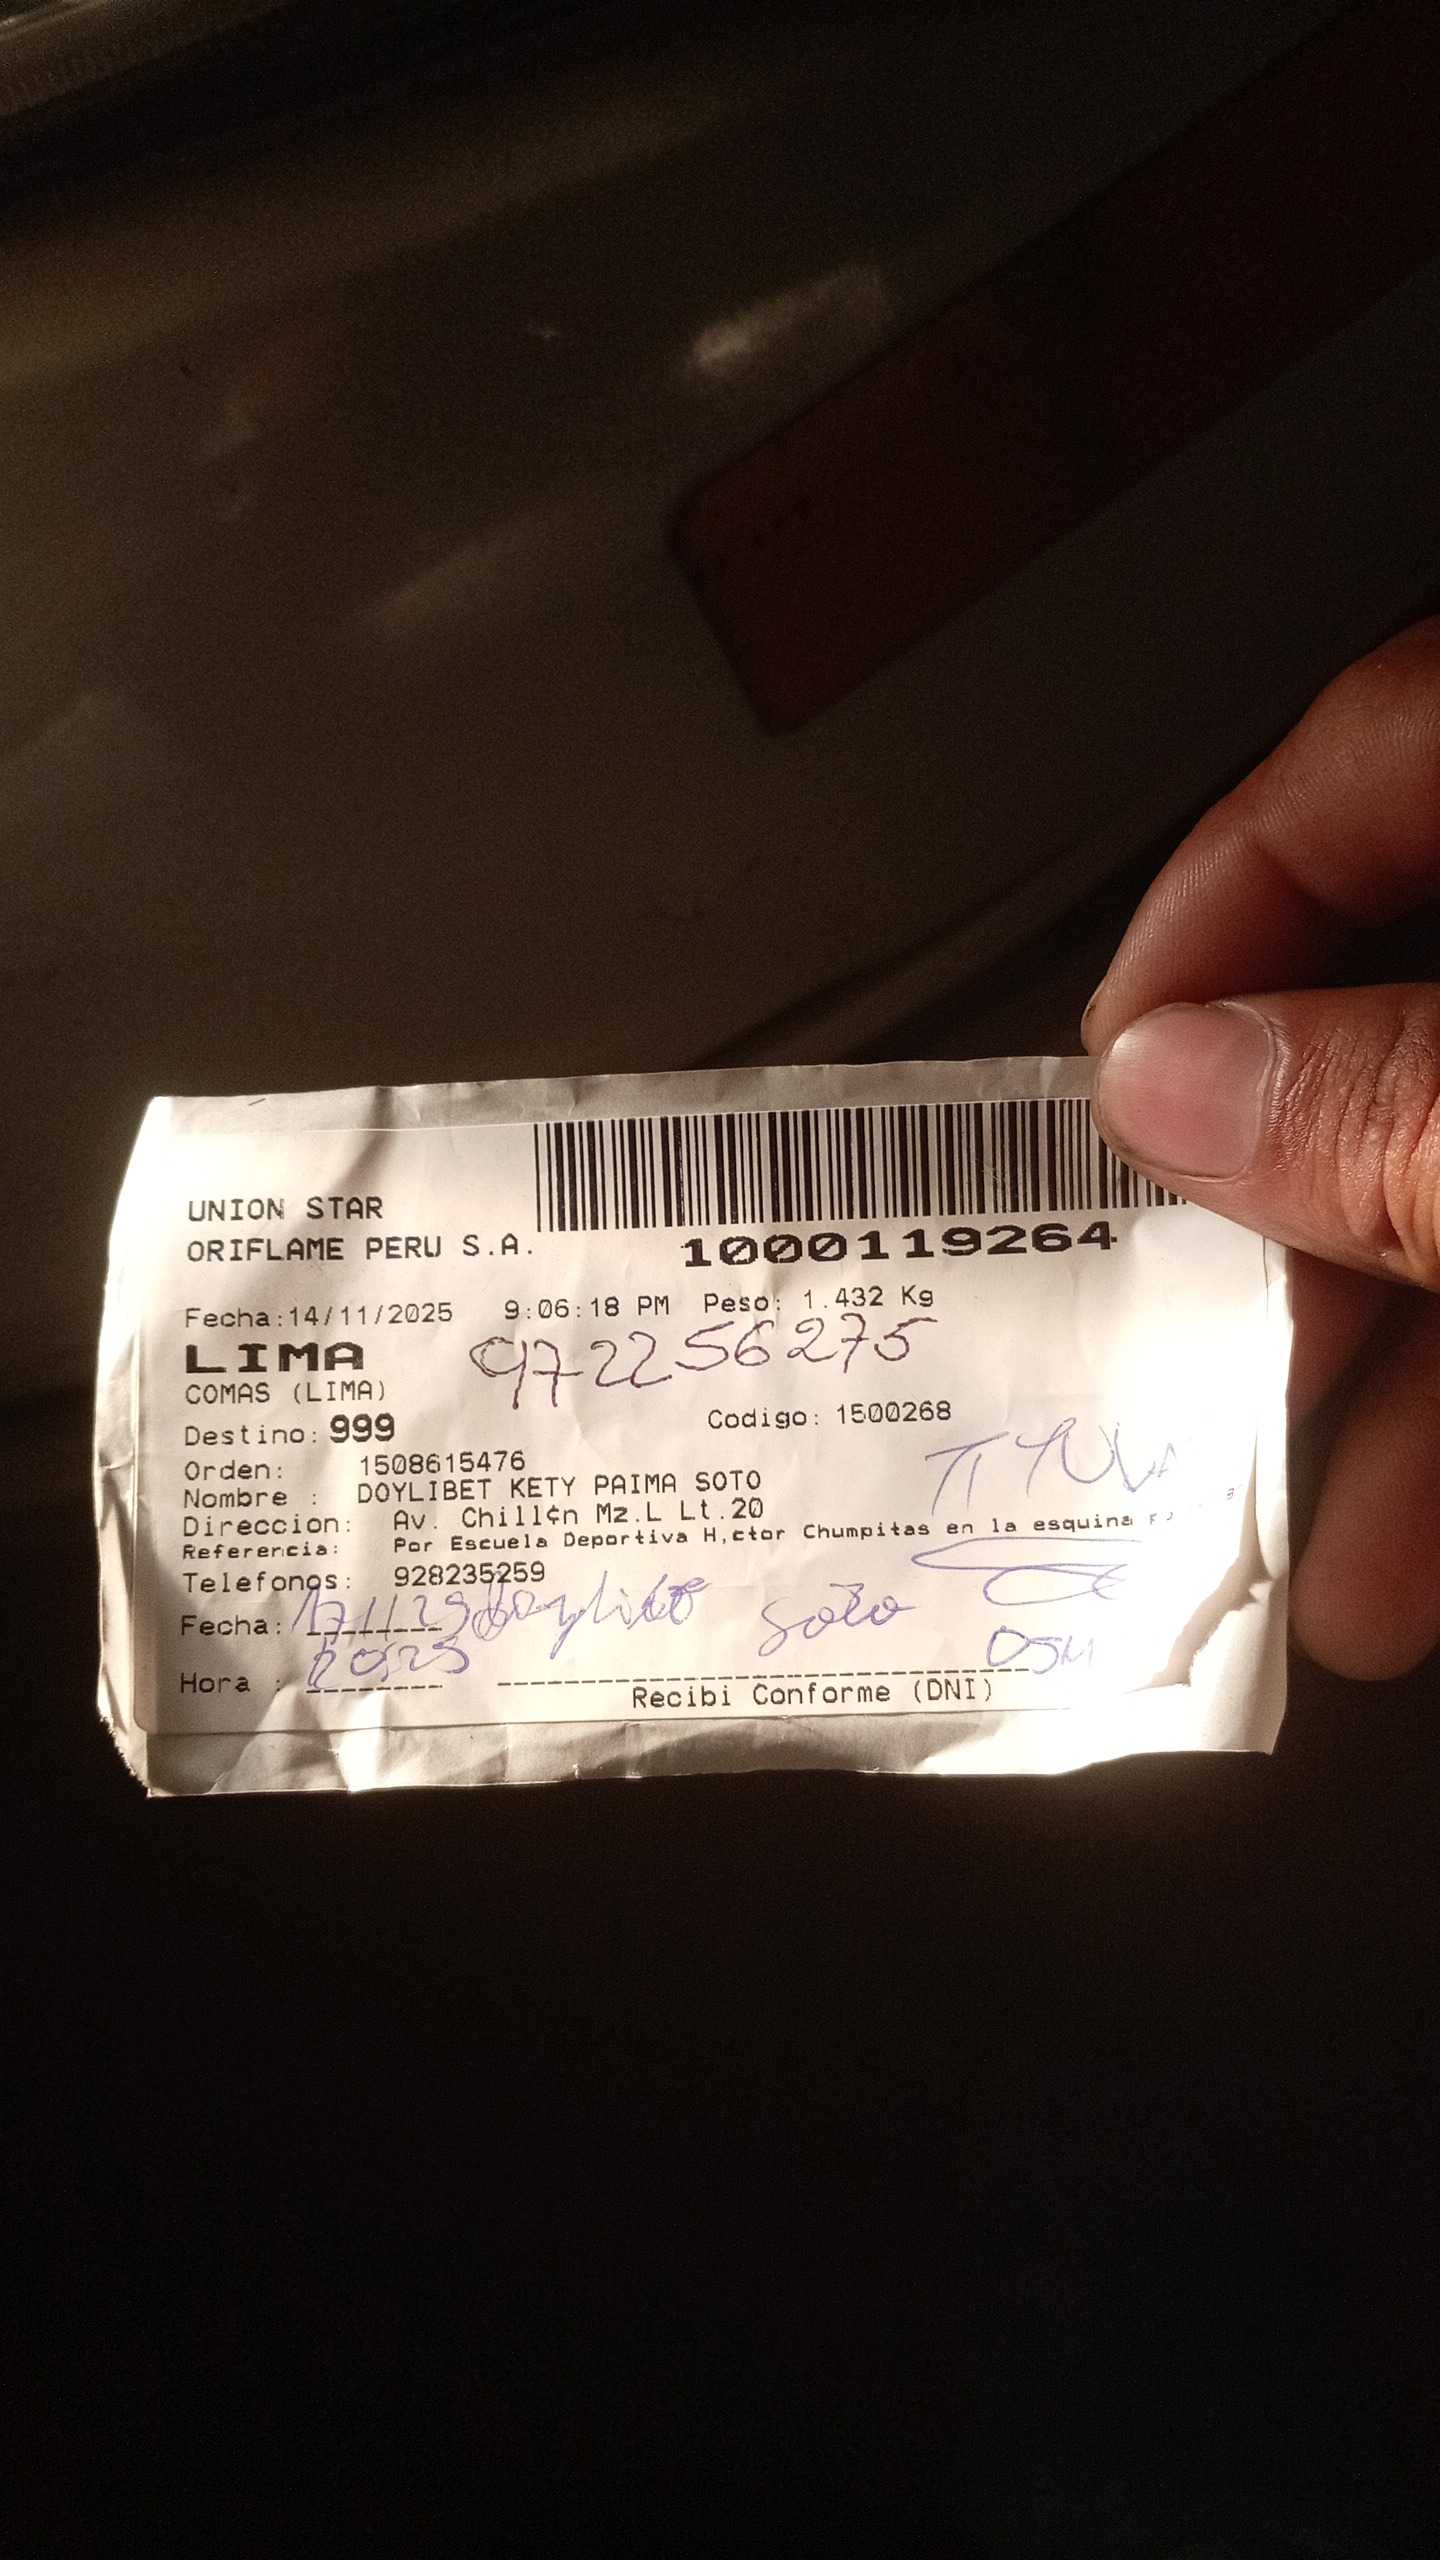 UNION STAR
ORIFLAME PERU S.A.
1000119264
Fecha:14/11/2025 9:06:18 PM Peso: 1.432 Kg
LIMA
972256275
COMAS (LIMA)
Destino: 999 Codigo: 1500268
Orden: 1508615476
TITULA
Nombre : DOYLIBET KETY PAIMA SOTO
Direccion: Av. Chill¢n Mz.L Lt.20
Referencia: Por Escuela Deportiva H,ctor Chumpitas en la esquina
Telefonos: 928235259
Fecha: Soto
Hora :
Recibi Conforme (DNI)